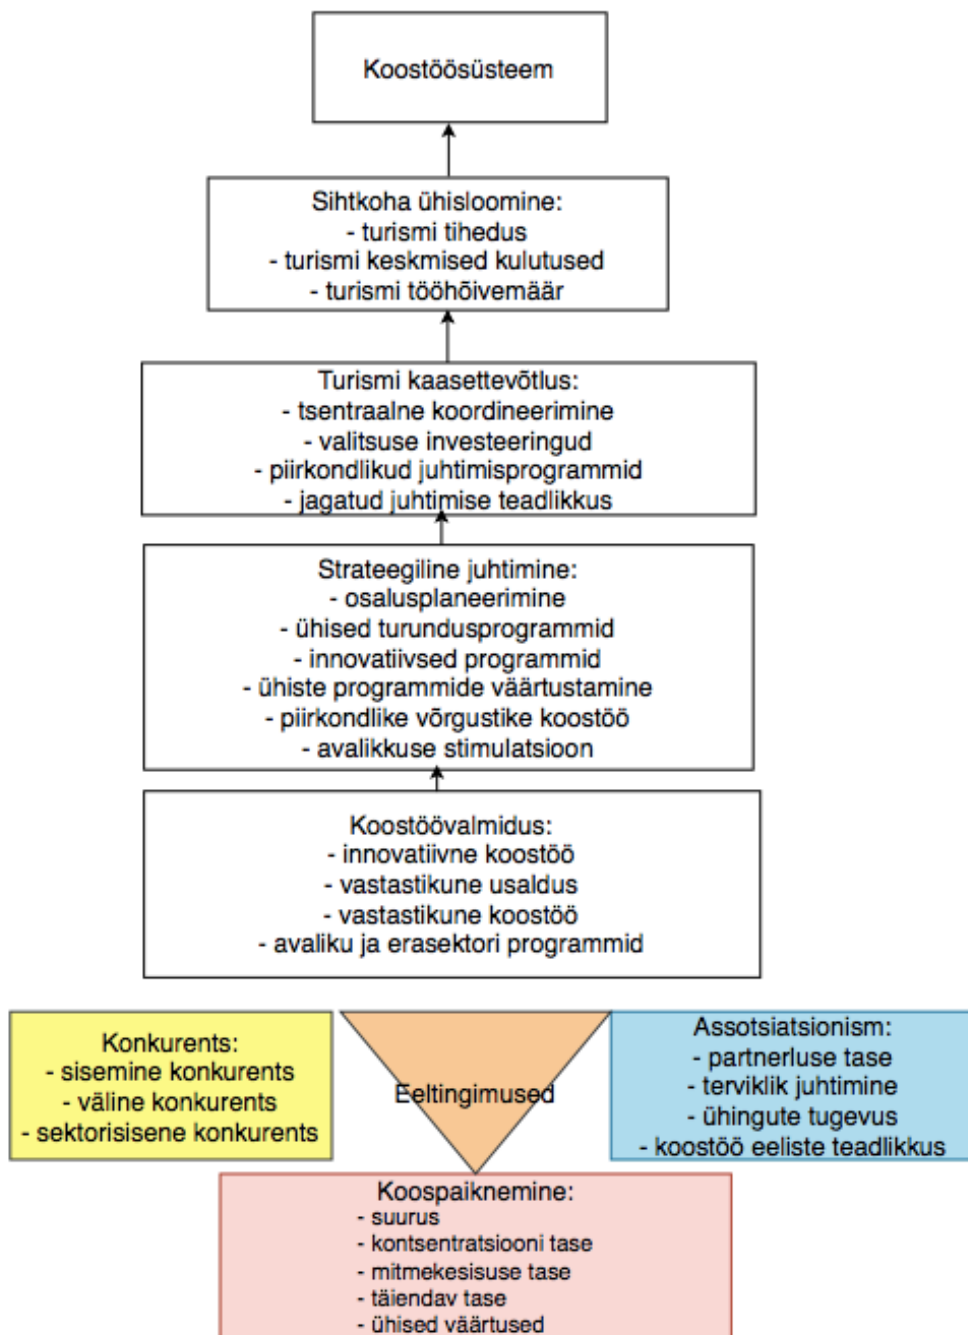 Koostöösüsteem
Sihtkoha ühisloomine:
- turismi tihedus
- turismi keskmised kulutused
- turismi tööhõivemäär
Turismi kaasettevõtlus:
- tsentraalne koordineerimine
- valitsuse investeeringud
- piirkondlikud juhtimisprogrammid
- jagatud juhtimise teadlikkus
Strateegiline juhtimine:
- osalusplaneerimine
- ühised turundusprogrammid
- innovatiivsed programmid
- ühiste programmide väärtustamine
- piirkondlike võrgustike koostöö
- avalikkuse stimulatsioon
Koostöövalmidus:
- innovatiivne koostöö
- vastastikune usaldus
- vastastikune koostöö
- avaliku ja erasektori programmid
Konkurents:
- sisemine konkurents
- väline konkurents
- sektorisisene konkurents
Eeltingimused
Assotsiatsionism:
- partnerluse tase
- terviklik juhtimine
- ühingute tugevus
- koostöö eeliste teadlikkus
Koospaiknemine:
- suurus
- kontsentratsiooni tase
- mitmekesisuse tase
- täiendav tase
- ühised väärtused